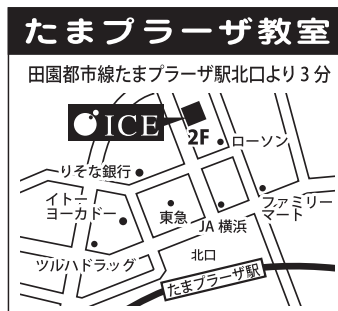 たまプラーザ教室
田園都市線たまプラーザ駅北口より3分
ICE
2F
ローソン
りそな銀行
イトー
ヨーカドー
東急
JA横浜
ファミリー
マート
ツルハドラッグ
北口
たまプラーザ駅